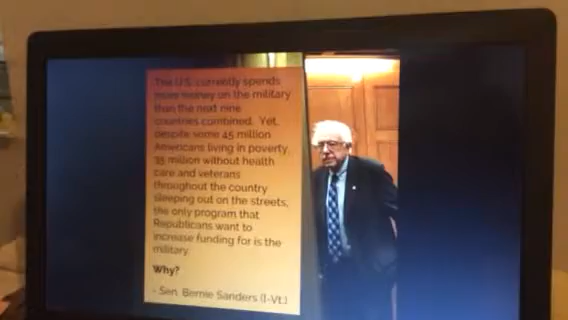 The U.S. currently spends
more money on the military
than the next nine
countries combined. Yet,
despite some 45 million
Americans living in poverty,
35 million without health
care and veterans
throughout the country
sleeping out on the streets,
the only program that
Republicans want to
increase funding for is the
military.
Why?
- Sen. Bernie Sanders (I-Vt.)